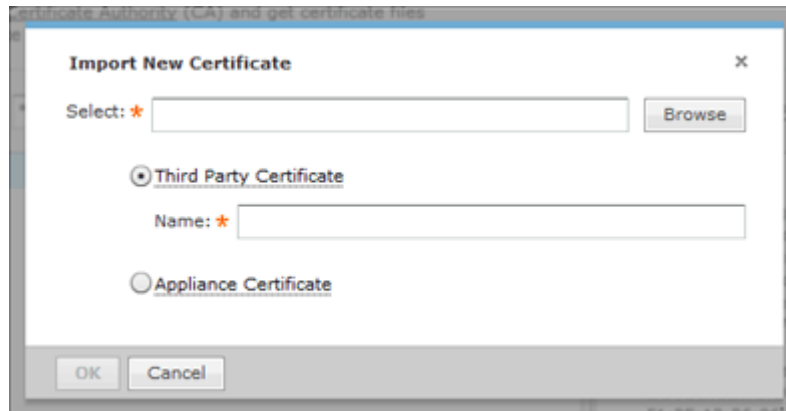 Certificate Authority (CA) and get certificate files
Import New Certificate ×
Select: * Browse
Third Party Certificate
Name: *
Appliance Certificate
OK Cancel